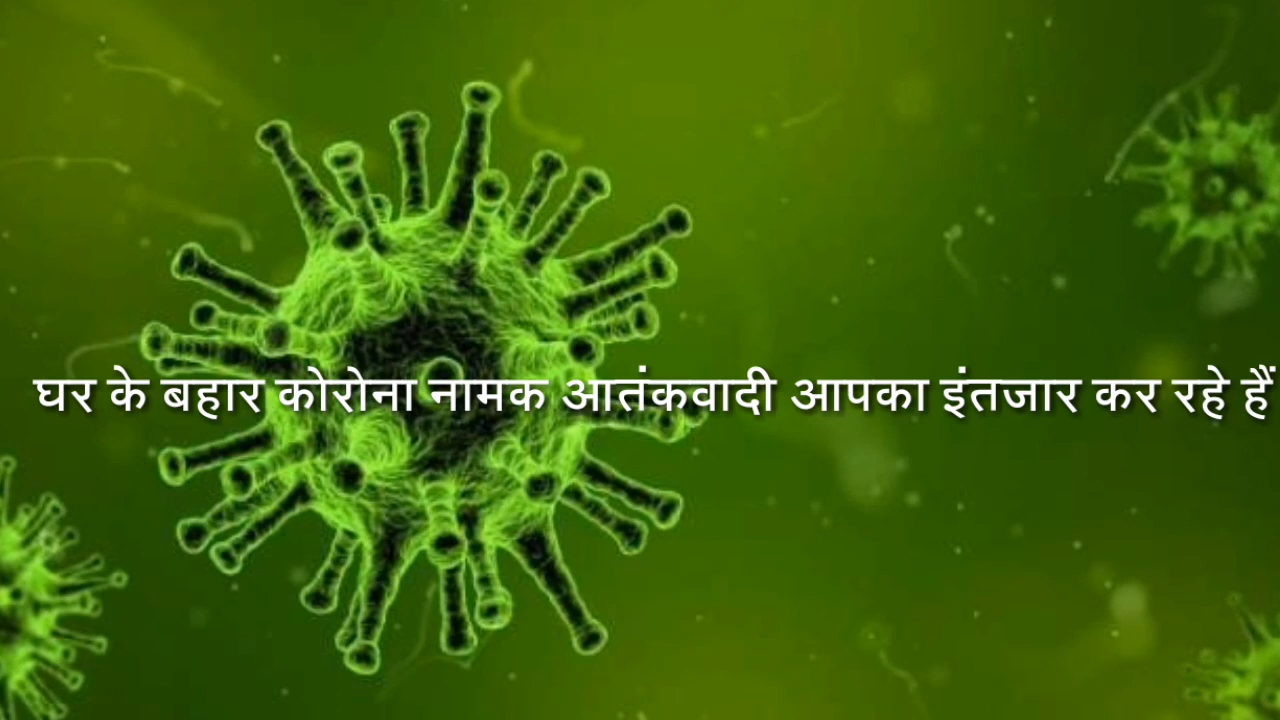 घर के बहार कोरोना नामक आतंकवादी आपका इंतजार कर रहे हैं